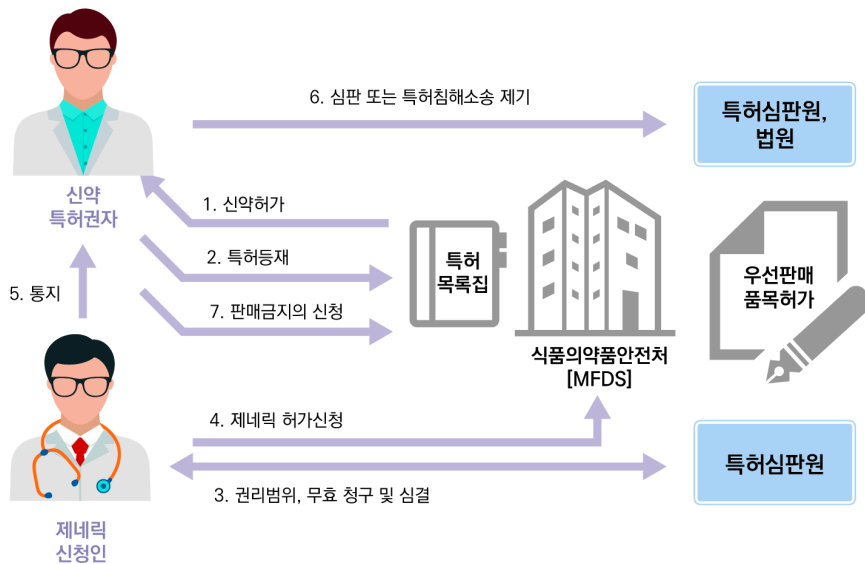 6. 심판 또는 특허침해소송 제기
특허심판원,
법원
신약
특허권자
1. 신약허가
2. 특허등재
특허
목록집
우선판매
품목허가
5. 통지
7. 판매금지의 신청
식품의약품안전처
[MFDS]
4. 제네릭 허가신청
특허심판원
3. 권리범위, 무효 청구 및 심결
제네릭
신청인